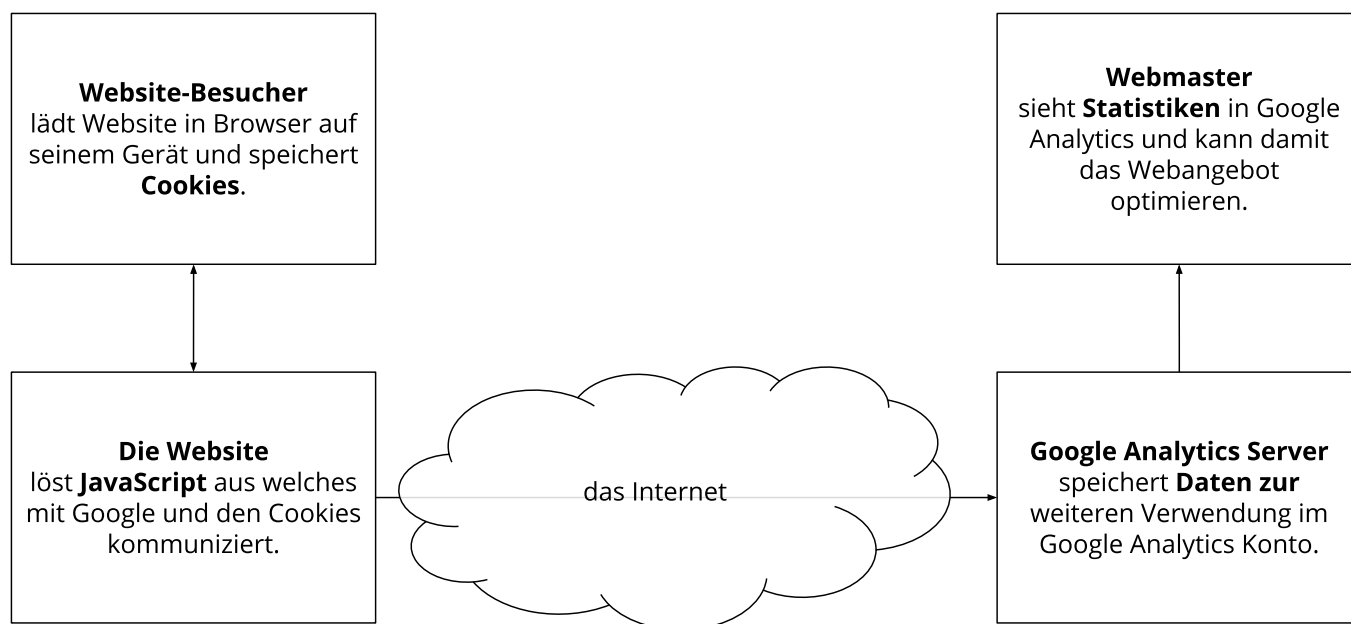 Website-Besucher
lädt Website in Browser auf
seinem Gerät und speichert
Cookies.
Webmaster
sieht Statistiken in Google
Analytics und kann damit
das Webangebot
optimieren.
Die Website
löst JavaScript aus welches
mit Google und den Cookies
kommuniziert.
das Internet
Google Analytics Server
speichert Daten zur
weiteren Verwendung im
Google Analytics Konto.